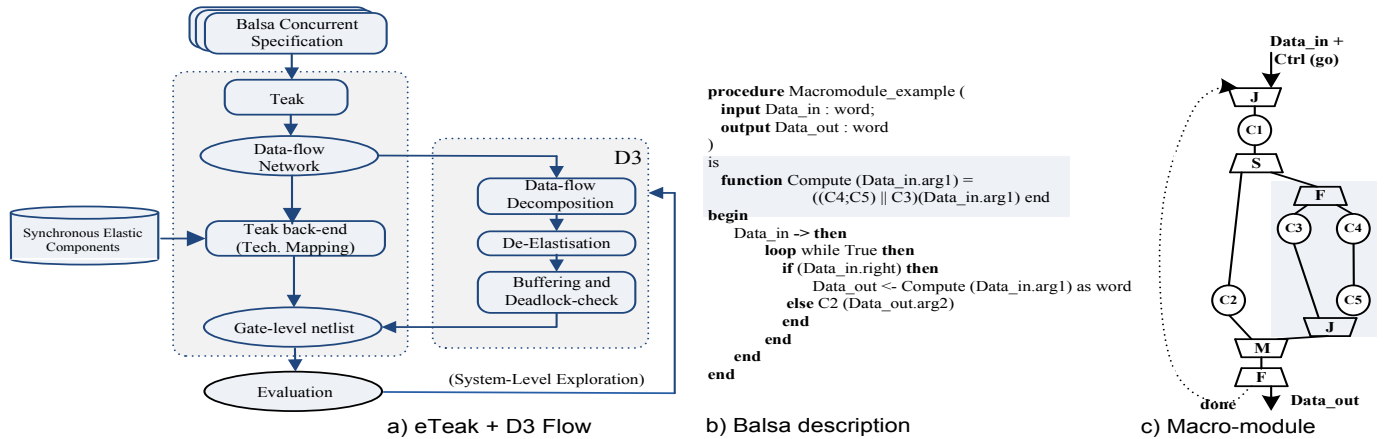 Balsa Concurrent
Specification
Teak
Data-flow
Network
Synchronous Elastic
Components
Teak back-end
(Tech. Mapping)
Gate-level netlist
Evaluation
D3
Data-flow
Decomposition
De-Elastisation
Buffering and
Deadlock-check
(System-Level Exploration)
a) eTeak + D3 Flow
procedure Macromodule_example (
input Data_in : word;
output Data_out : word
)
is
function Compute (Data_in.arg1) =
((C4;C5) || C3)(Data_in.arg1) end
begin
Data_in -> then
loop while True then
if (Data_in.right) then
Data_out <- Compute (Data_in.arg1) as word
else C2 (Data_out.arg2)
end
end
end
end
b) Balsa description
Data_in +
Ctrl (go)
J
C1
S
F
C3
C4
C2
C5
J
M
F
done
Data_out
c) Macro-module